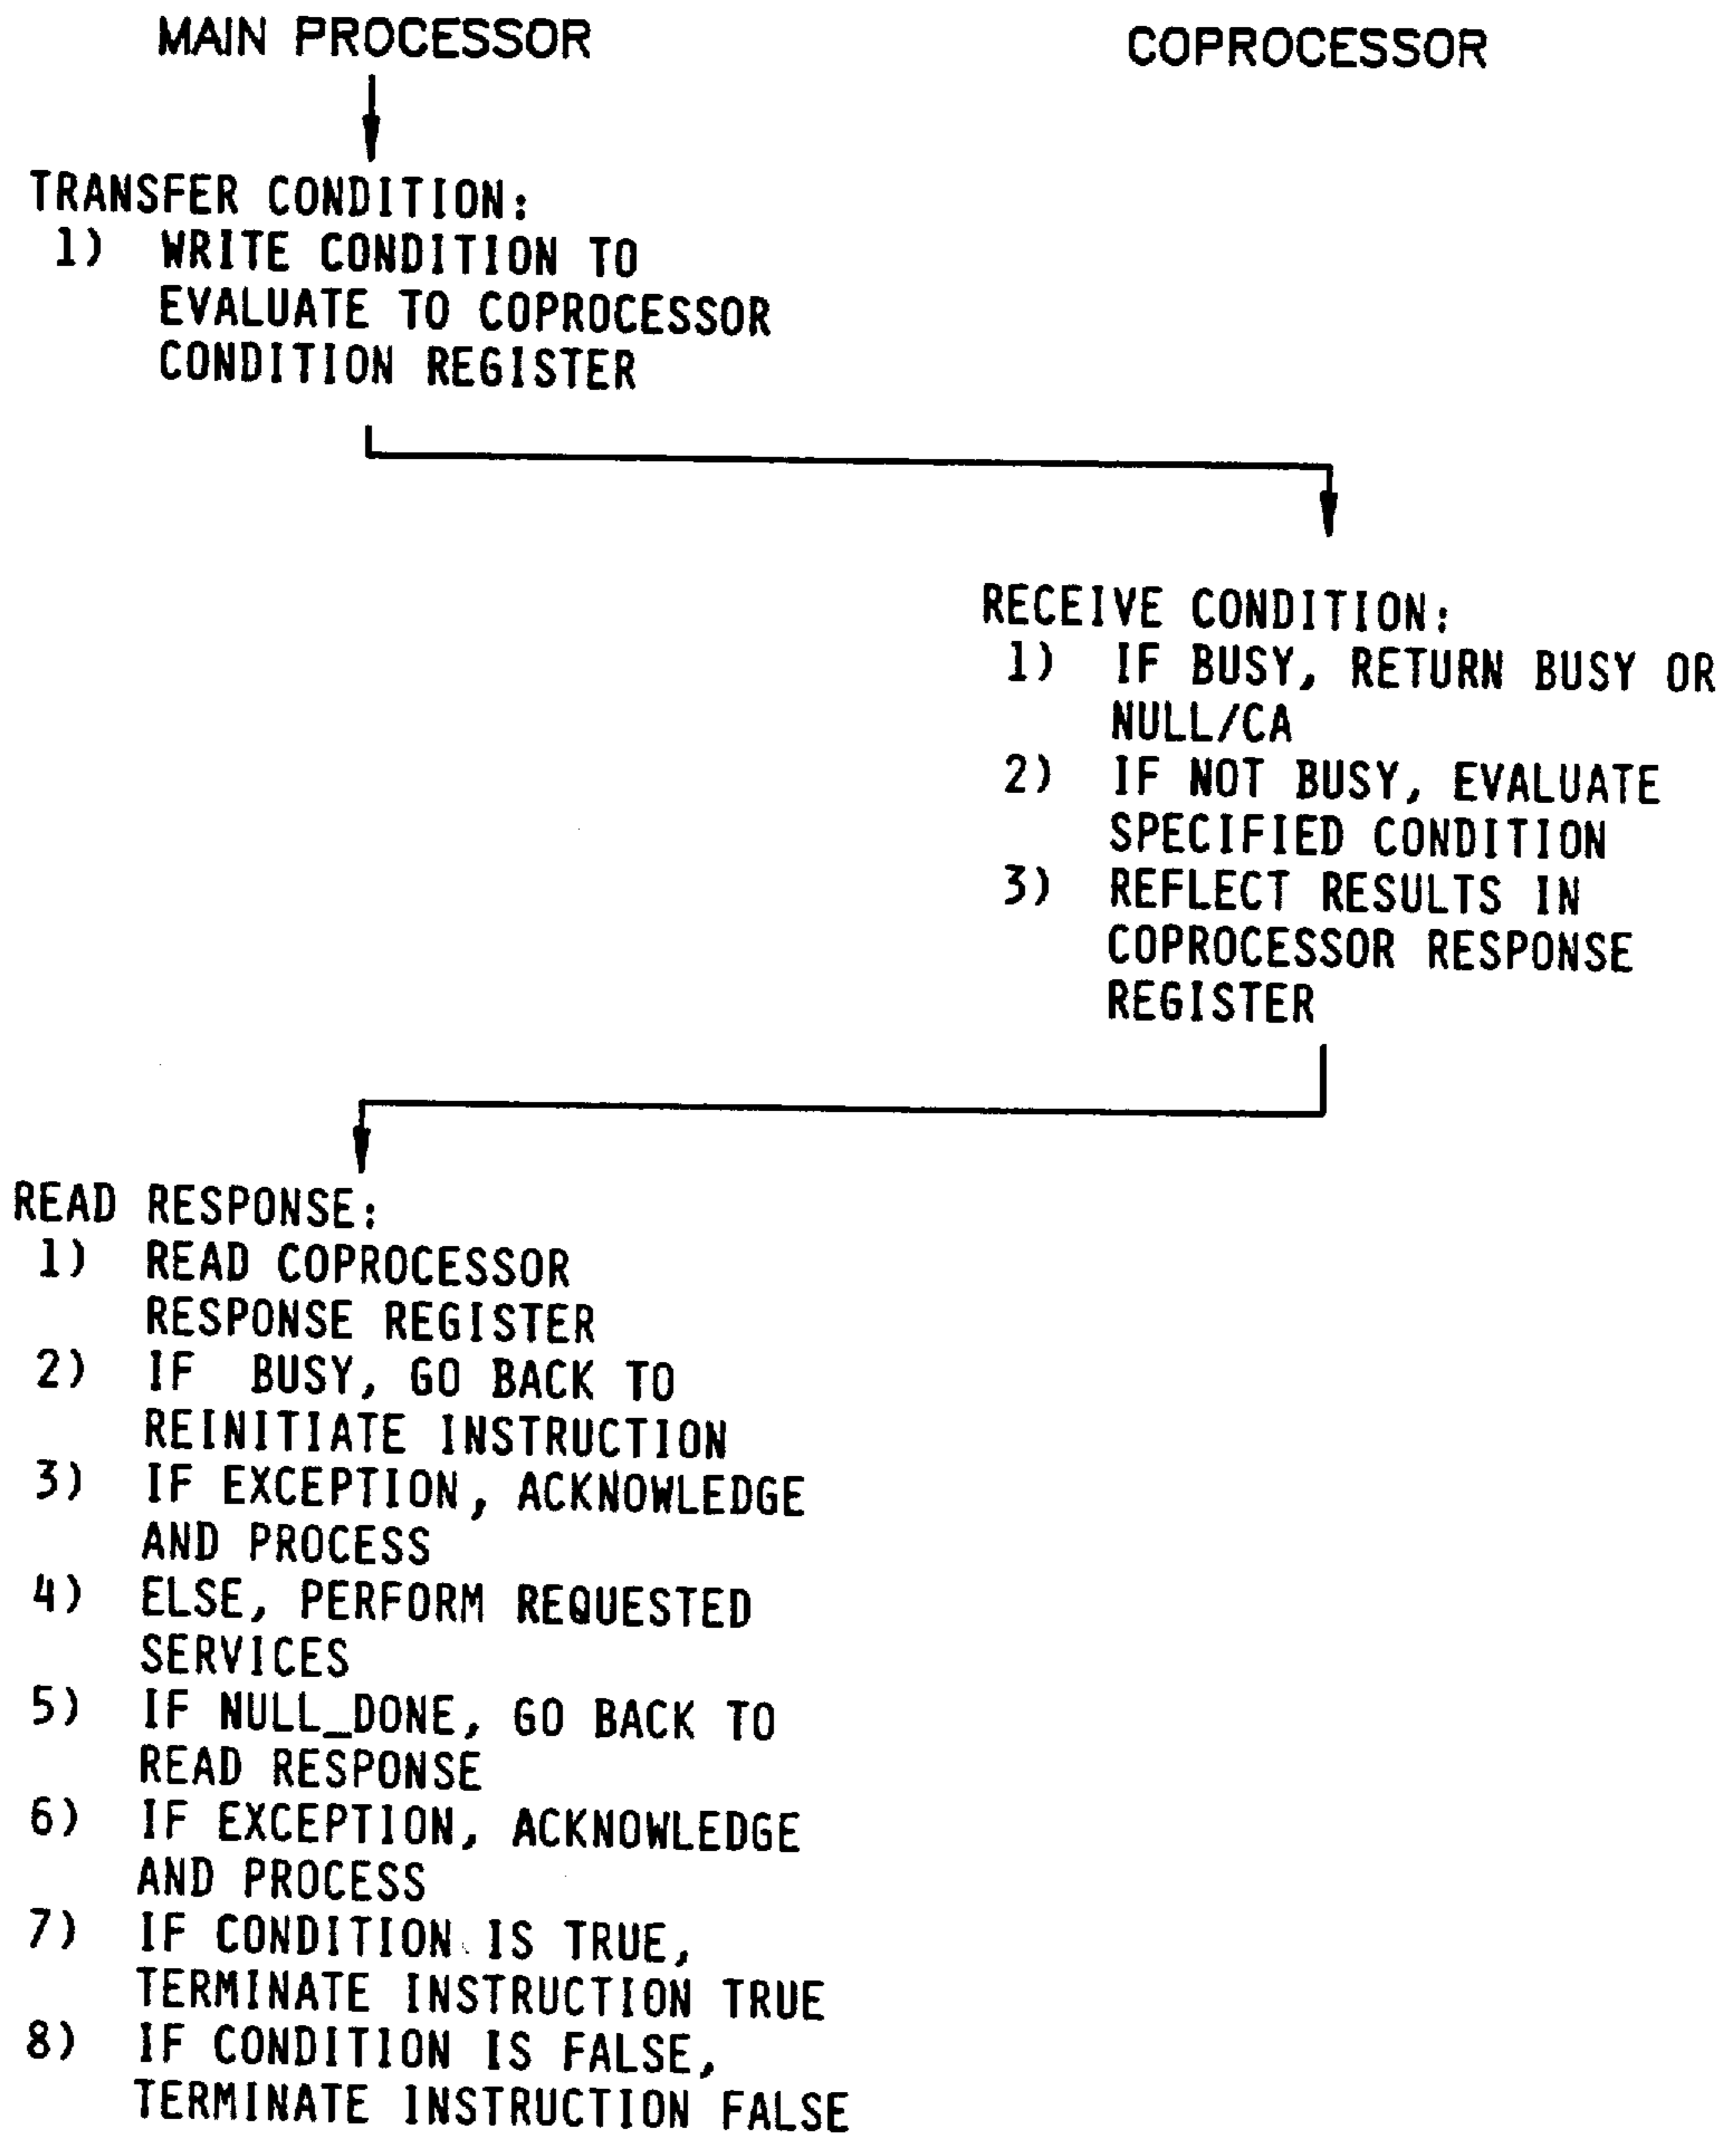 MAIN PROCESSOR
COPROCESSOR
TRANSFER CONDITION:
1) WRITE CONDITION TO
EVALUATE TO COPROCESSOR
CONDITION REGISTER
RECEIVE CONDITION:
1) IF BUSY, RETURN BUSY OR
NULL/CA
2) IF NOT BUSY, EVALUATE
SPECIFIED CONDITION
3) REFLECT RESULTS IN
COPROCESSOR RESPONSE
REGISTER
READ RESPONSE:
1) READ COPROCESSOR
RESPONSE REGISTER
2) IF BUSY, GO BACK TO
REINITIATE INSTRUCTION
3) IF EXCEPTION, ACKNOWLEDGE
AND PROCESS
4) ELSE, PERFORM REQUESTED
SERVICES
5) IF NULL_DONE, GO BACK TO
READ RESPONSE
6) IF EXCEPTION, ACKNOWLEDGE
AND PROCESS
7) IF CONDITION IS TRUE,
TERMINATE INSTRUCTION TRUE
8) IF CONDITION IS FALSE,
TERMINATE INSTRUCTION FALSE